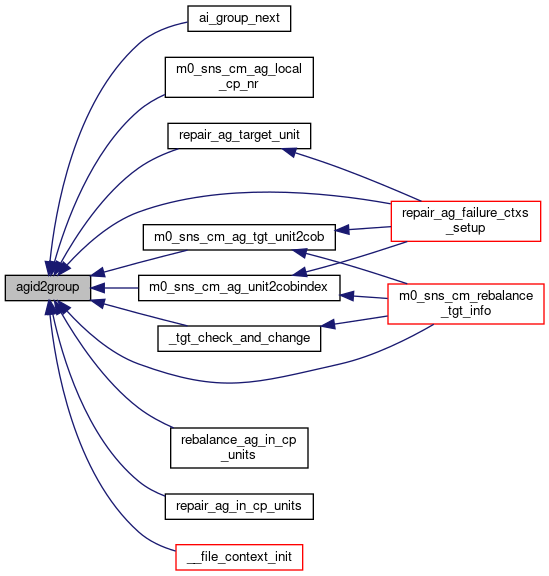 ai_group_next
m0_sns_cm_ag_local
_cp_nr
repair_ag_target_unit
repair_ag_failure_ctxs
_setup
m0_sns_cm_ag_tgt_unit2cob
agid2group
m0_sns_cm_ag_unit2cobindex
m0_sns_cm_rebalance
_tgt_info
_tgt_check_and_change
rebalance_ag_in_cp
_units
repair_ag_in_cp_units
__file_context_init